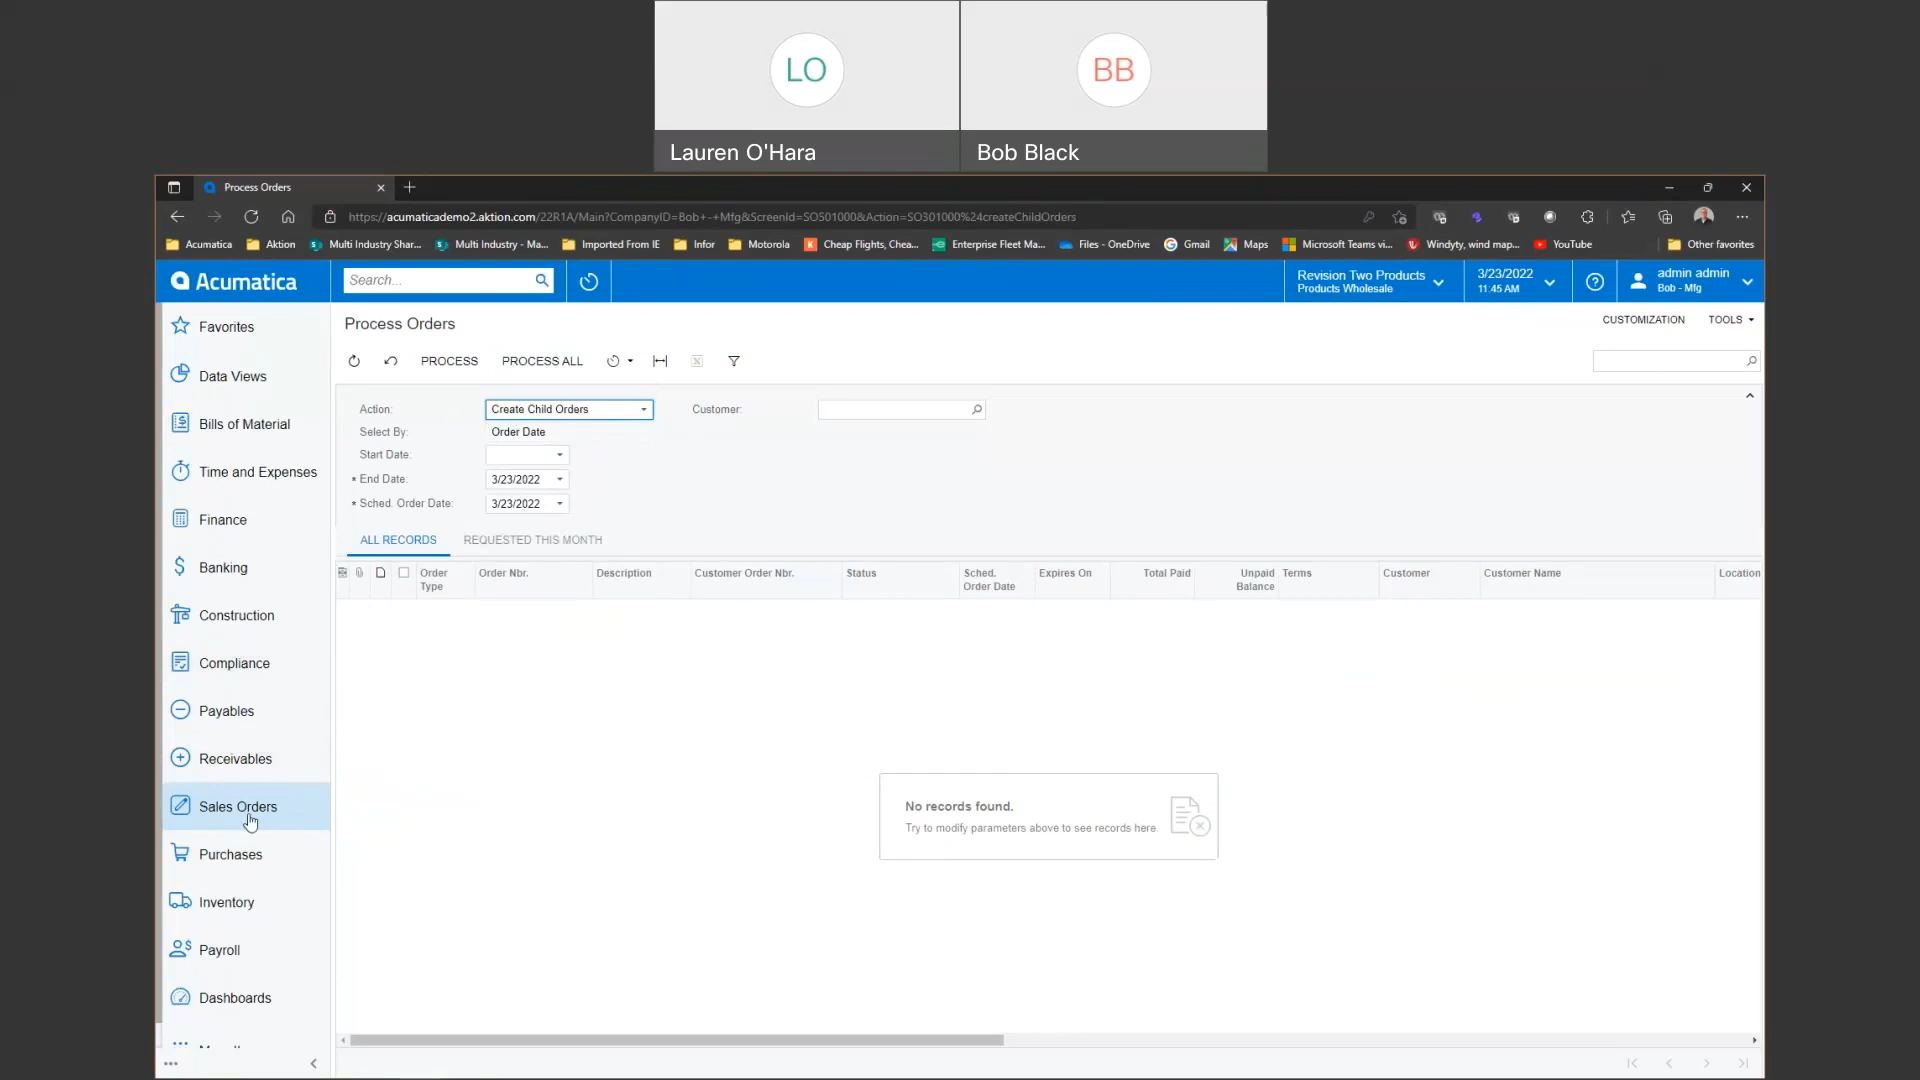 LO
BB
Lauren O'Hara
Bob Black
Process Orders
https://acumaticademo2.aktion.com/22R1A/Main?CompanyID=Bob+-+Mfg&ScreenId=SO501000&Action=SO301000%24createChildOrders
Acumatica
Aktion
Multi Industry Shar...
Multi Industry - Ma...
Imported From IE
Infor
Motorola
Cheap Flights, Chea...
Enterprise Fleet Ma...
Files - OneDrive
Gmail
Maps
Microsoft Teams vi...
Windyty, wind map...
YouTube
Other favorites
Acumatica
Search...
Revision Two Products
Products Wholesale
3/23/2022
11:45 AM
admin admin
Bob - Mfg
Favorites
Data Views
Bills of Material
Time and Expenses
Finance
Banking
Construction
Compliance
Payables
Receivables
Sales Orders
Purchases
Inventory
Payroll
Dashboards
Process Orders
CUSTOMIZATION
TOOLS
PROCESS
PROCESS ALL
Action:
Create Child Orders
Customer:
Select By:
Order Date
Start Date:
* End Date:
3/23/2022
* Sched. Order Date:
3/23/2022
ALL RECORDS
REQUESTED THIS MONTH
Order Type
Order Nbr.
Description
Customer Order Nbr.
Status
Sched. Order Date
Expires On
Total Paid
Unpaid Balance
Terms
Customer
Customer Name
Location
No records found.
Try to modify parameters above to see records here.